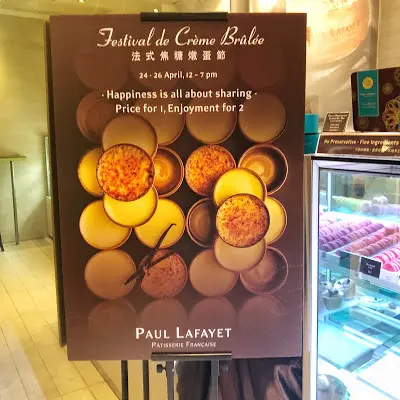 Festival de Crème Brûlée
法式焦糖燉蛋節
24 - 26 April, 12 - 7 pm
· Happiness is all about sharing ·
Price for 1, Enjoyment for 2
PAUL LAFAYET
PATISSERIE FRANÇAISE
No Preservative • Fine Ingredients